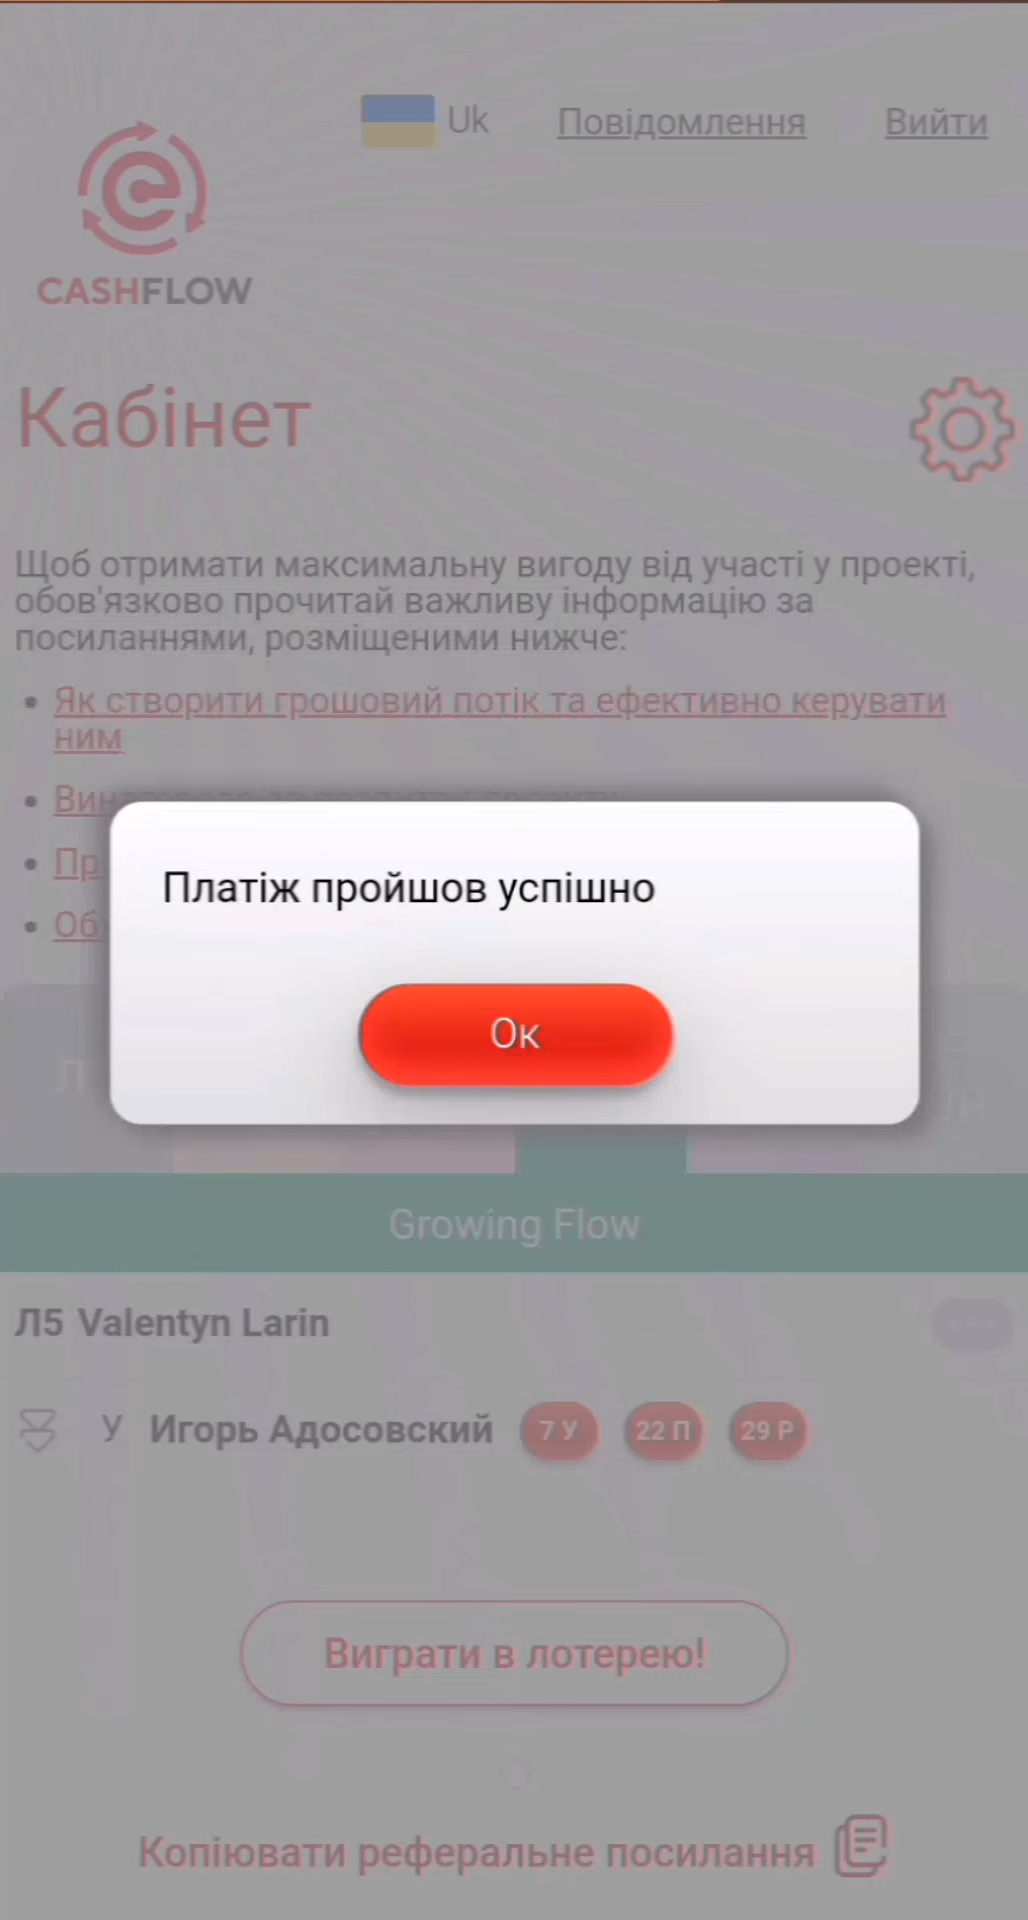 Uk Повідомлення Вийти
CASHFLOW
Кабінет
Щоб отримати максимальну вигоду від участі у проекті,
обов'язково прочитай важливу інформацію за
посиланнями, розміщеними нижче:
Як створити грошовий потік та ефективно керувати
ним
Платіж пройшов успішно
Ок
Growing Flow
Л5 Valentyn Larin
У Игорь Адосовский 7 У 22 П 29 Р
Виграти в лотерею!
Копіювати реферальне посилання